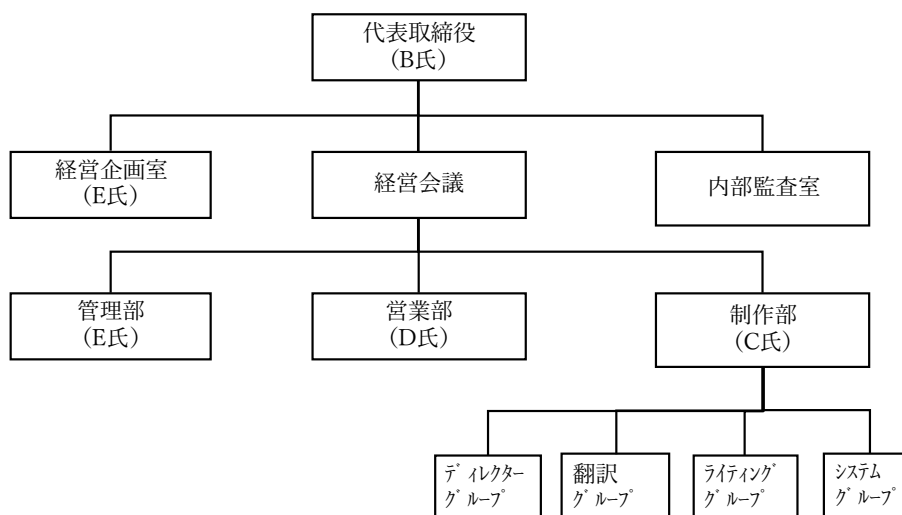 代表取締役
(B氏)
経営企画室
(E氏)
経営会議
内部監査室
管理部
(E氏)
営業部
(D氏)
制作部
(C氏)
ディレクター
グループ
翻訳
グループ
ライティング
グループ
システム
グループ